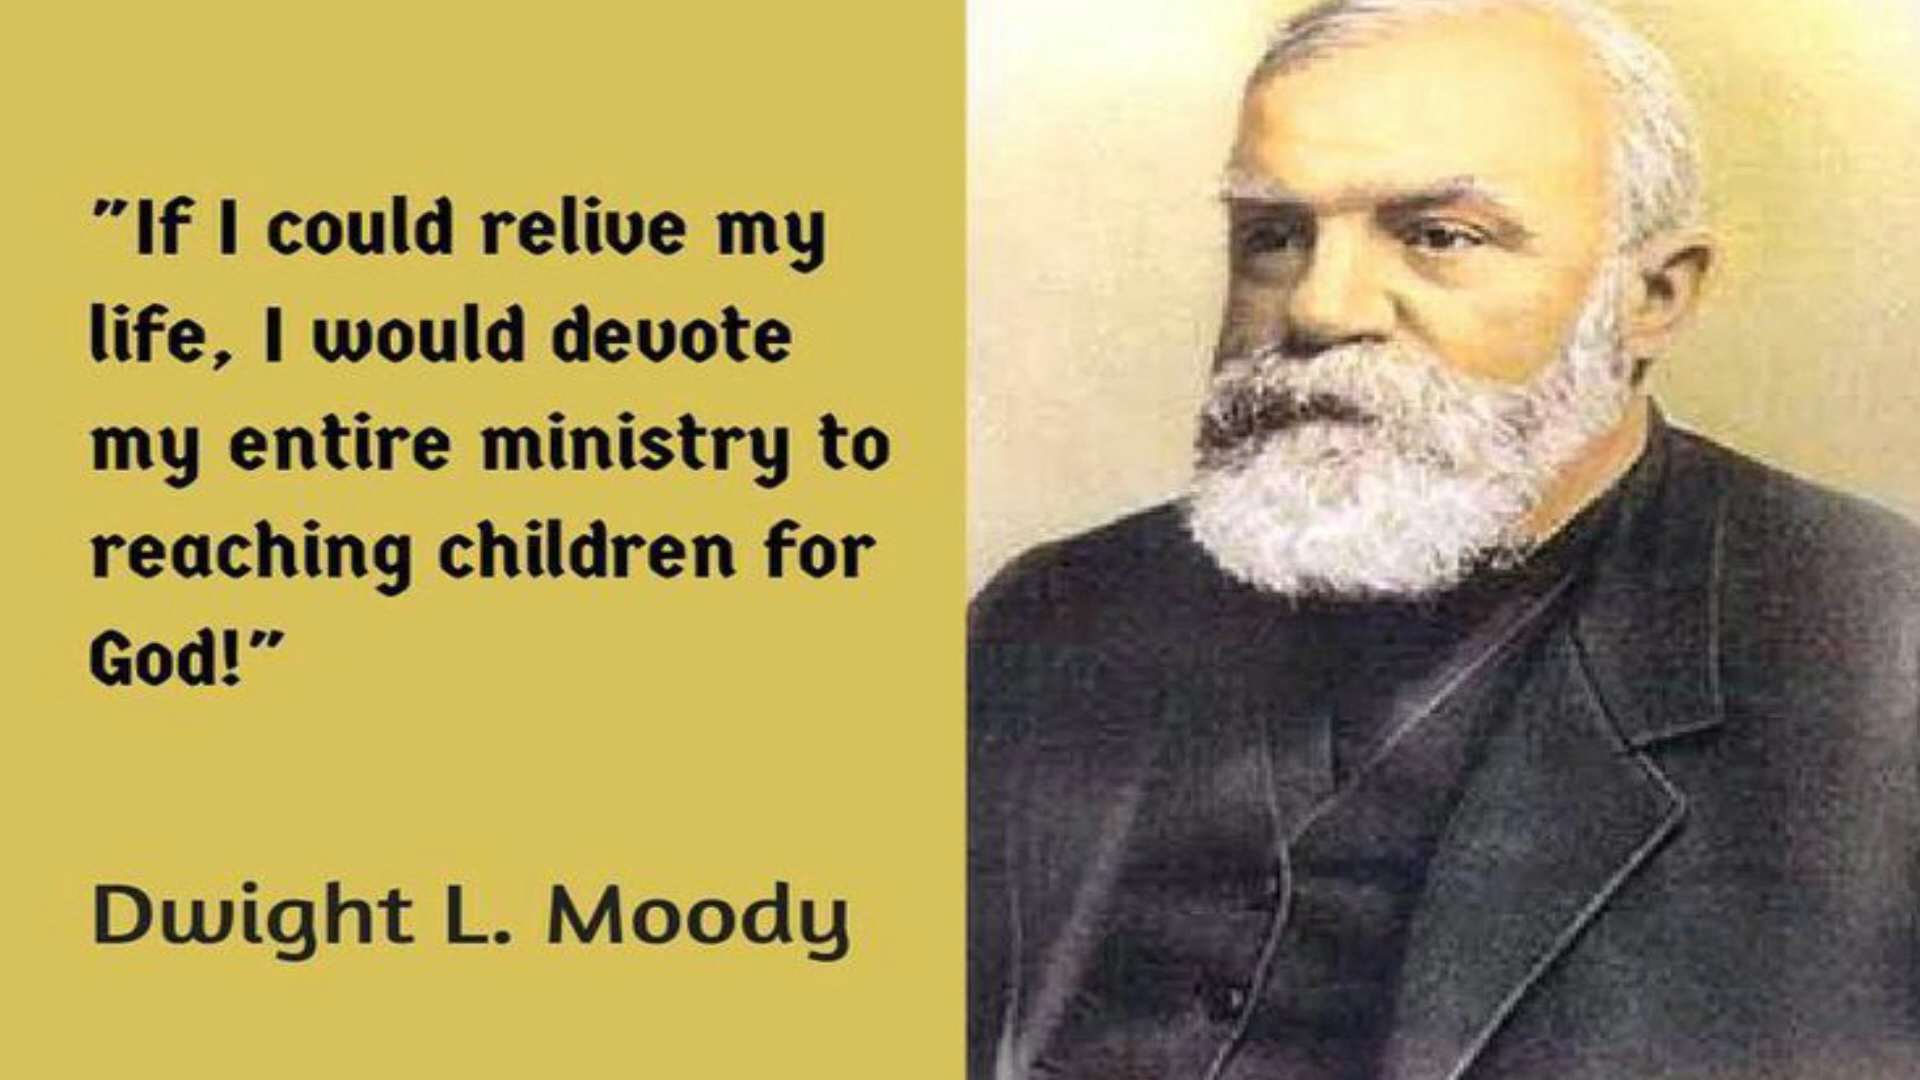 "If I could relive my
life, I would devote
my entire ministry to
reaching children for
God!"
Dwight L. Moody